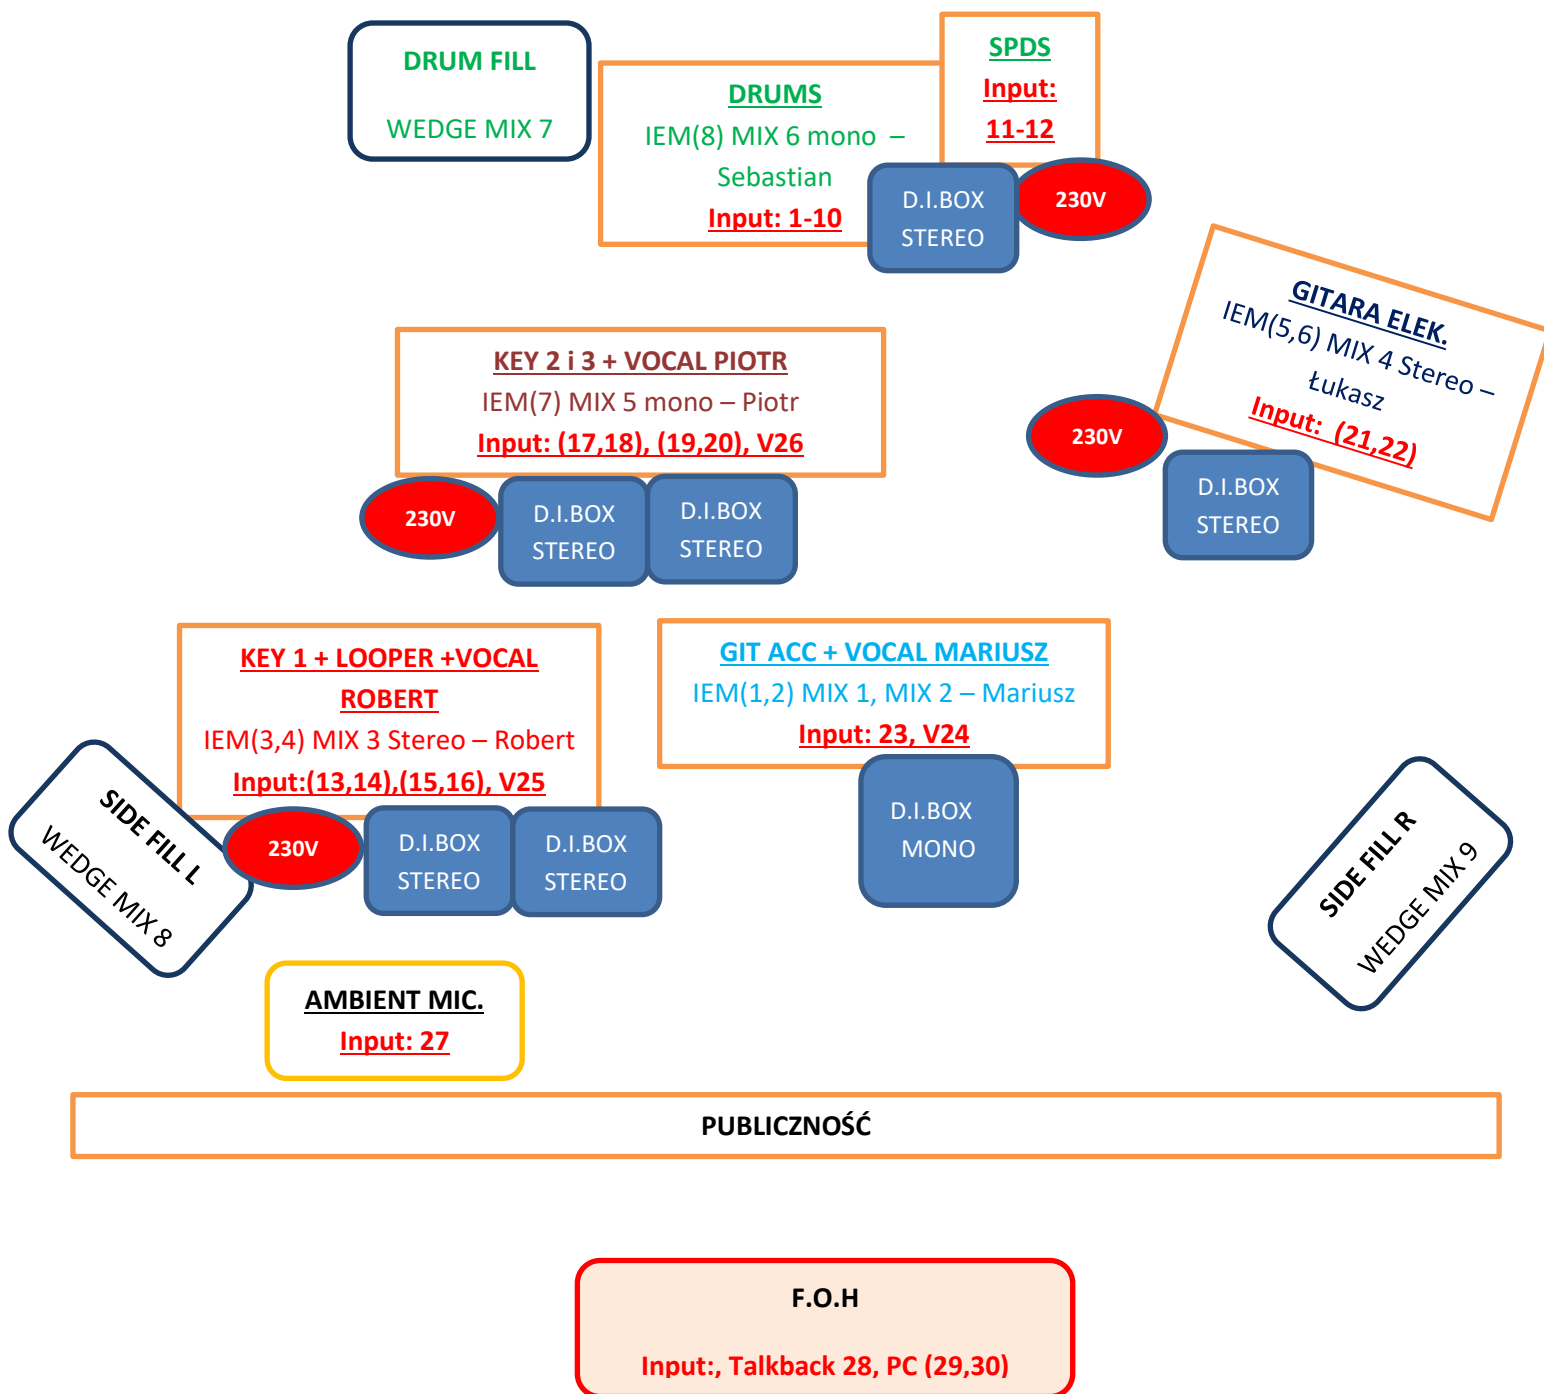 DRUM FILL
WEDGE MIX 7
DRUMS
IEM(8) MIX 6 mono –
Sebastian
Input: 1-10
SPDS
Input:
11-12
D.I.BOX
STEREO
230V
GITARA ELEK.
IEM(5,6) MIX 4 Stereo –
Łukasz
Input: (21,22)
230V
D.I.BOX
STEREO
KEY 2 i 3 + VOCAL PIOTR
IEM(7) MIX 5 mono – Piotr
Input: (17,18), (19,20), V26
230V
D.I.BOX
STEREO
D.I.BOX
STEREO
KEY 1 + LOOPER +VOCAL
ROBERT
IEM(3,4) MIX 3 Stereo – Robert
Input:(13,14),(15,16), V25
230V
D.I.BOX
STEREO
D.I.BOX
STEREO
GIT ACC + VOCAL MARIUSZ
IEM(1,2) MIX 1, MIX 2 – Mariusz
Input: 23, V24
D.I.BOX
MONO
SIDE FILL L
WEDGE MIX 8
SIDE FILL R
WEDGE MIX 9
AMBIENT MIC.
Input: 27
PUBLICZNOŚĆ
F.O.H
Input:, Talkback 28, PC (29,30)